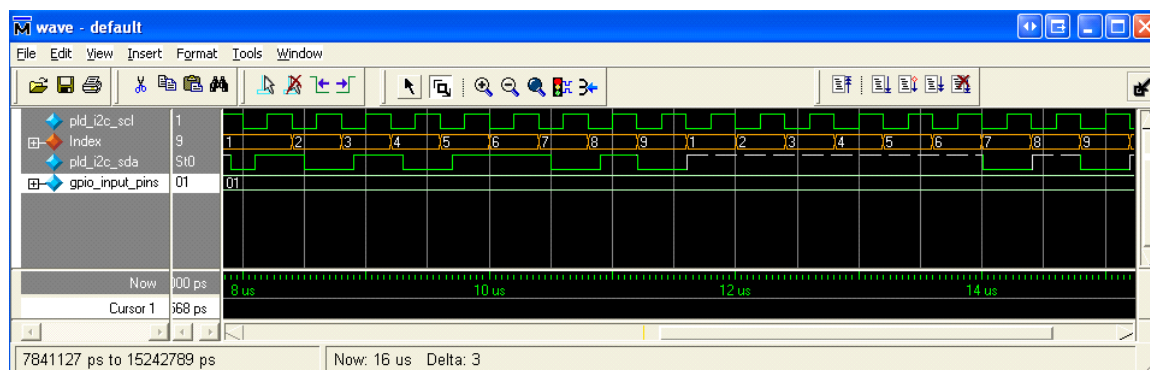 wave - default
File Edit View Insert Format Tools Window
pld_i2c_scl 1
Index 9 1 2 3 4 5 6 7 8 9 1 2 3 4 5 6 7 8 9
pld_i2c_sda St0
gpio_input_pins 01 01
Now 000 ps 8 us 10 us 12 us 14 us
Cursor 1 568 ps
7841127 ps to 15242789 ps Now: 16 us Delta: 3